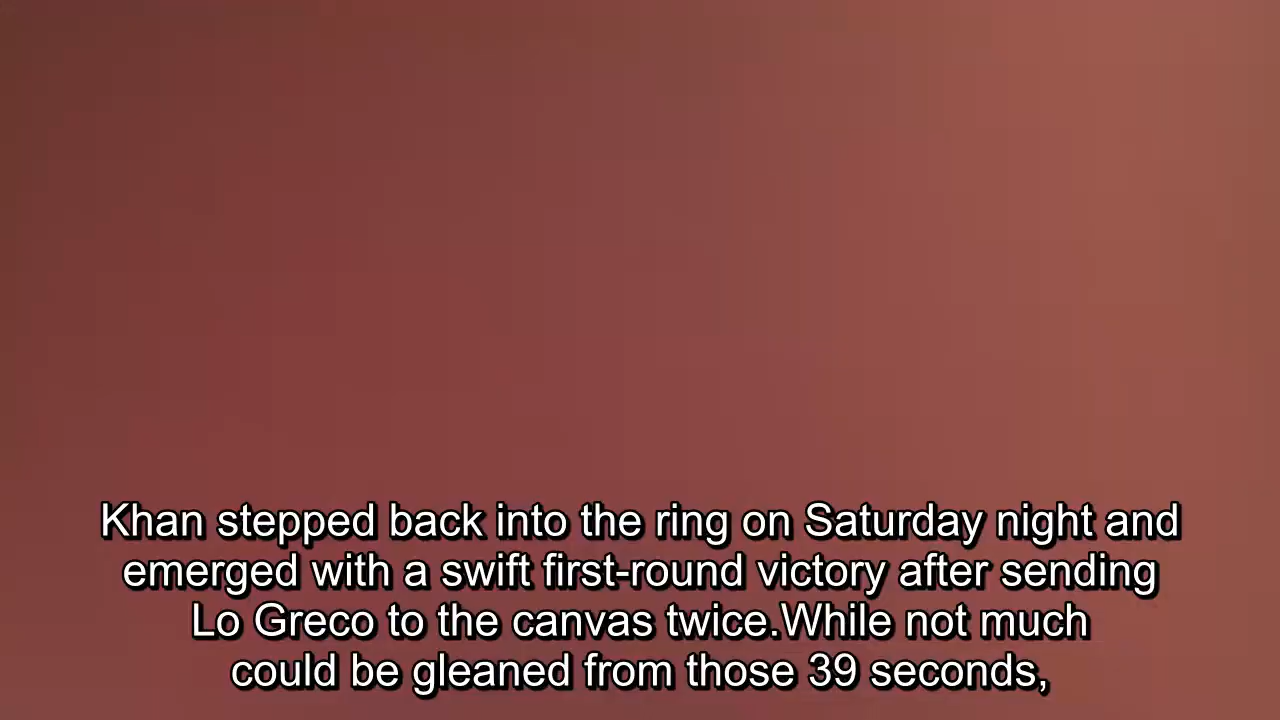 Khan stepped back into the ring on Saturday night and
emerged with a swift first-round victory after sending
Lo Greco to the canvas twice.While not much
could be gleaned from those 39 seconds,